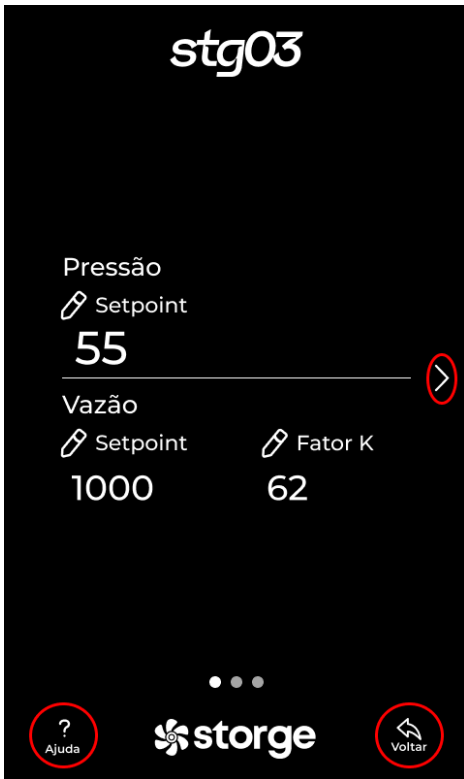 stg03
Pressão
Setpoint
55
Vazão
Setpoint Fator K
1000 62
? storge
Ajuda Voltar